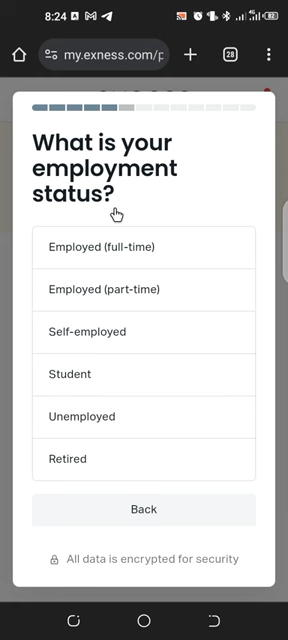 8:24
my.exness.com/p
28
What is your
employment
status?
Employed (full-time)
Employed (part-time)
Self-employed
Student
Unemployed
Retired
Back
All data is encrypted for security